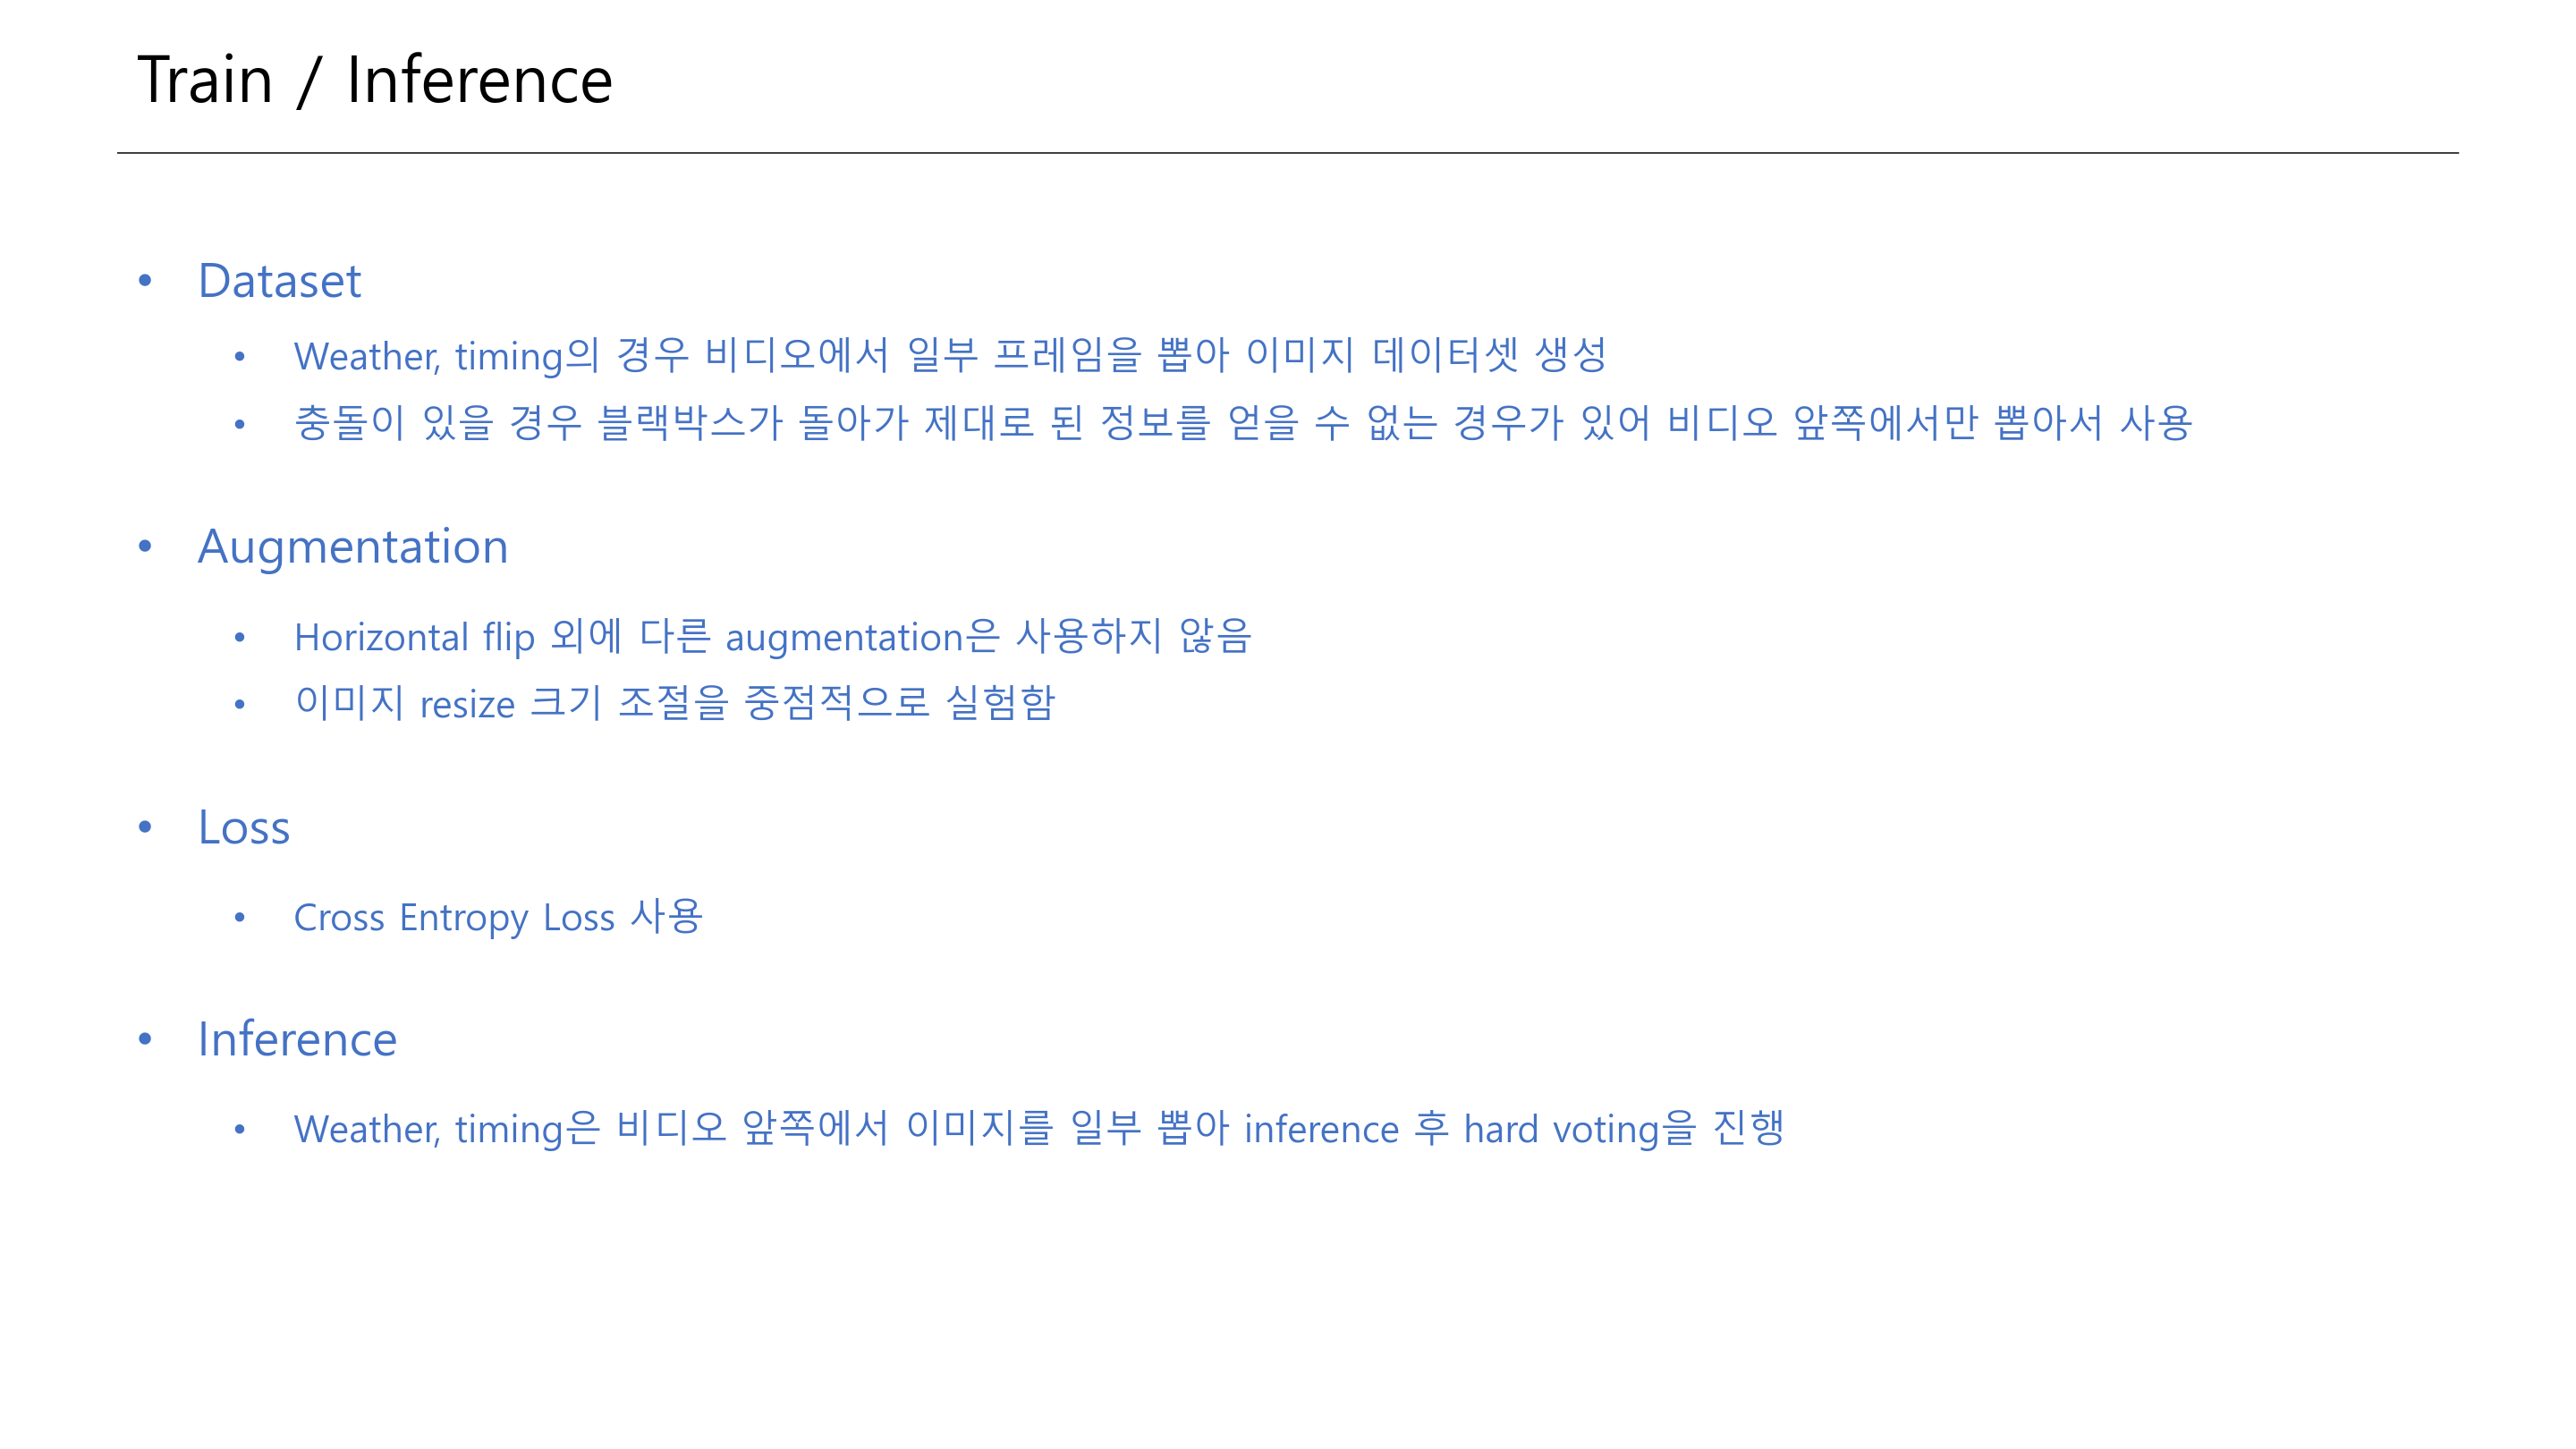 Train / Inference
• Dataset
• Weather, timing의 경우 비디오에서 일부 프레임을 뽑아 이미지 데이터셋 생성
• 충돌이 있을 경우 블랙박스가 돌아가 제대로 된 정보를 얻을 수 없는 경우가 있어 비디오 앞쪽에서만 뽑아서 사용
• Augmentation
• Horizontal flip 외에 다른 augmentation은 사용하지 않음
• 이미지 resize 크기 조절을 중점적으로 실험함
• Loss
• Cross Entropy Loss 사용
• Inference
• Weather, timing은 비디오 앞쪽에서 이미지를 일부 뽑아 inference 후 hard voting을 진행